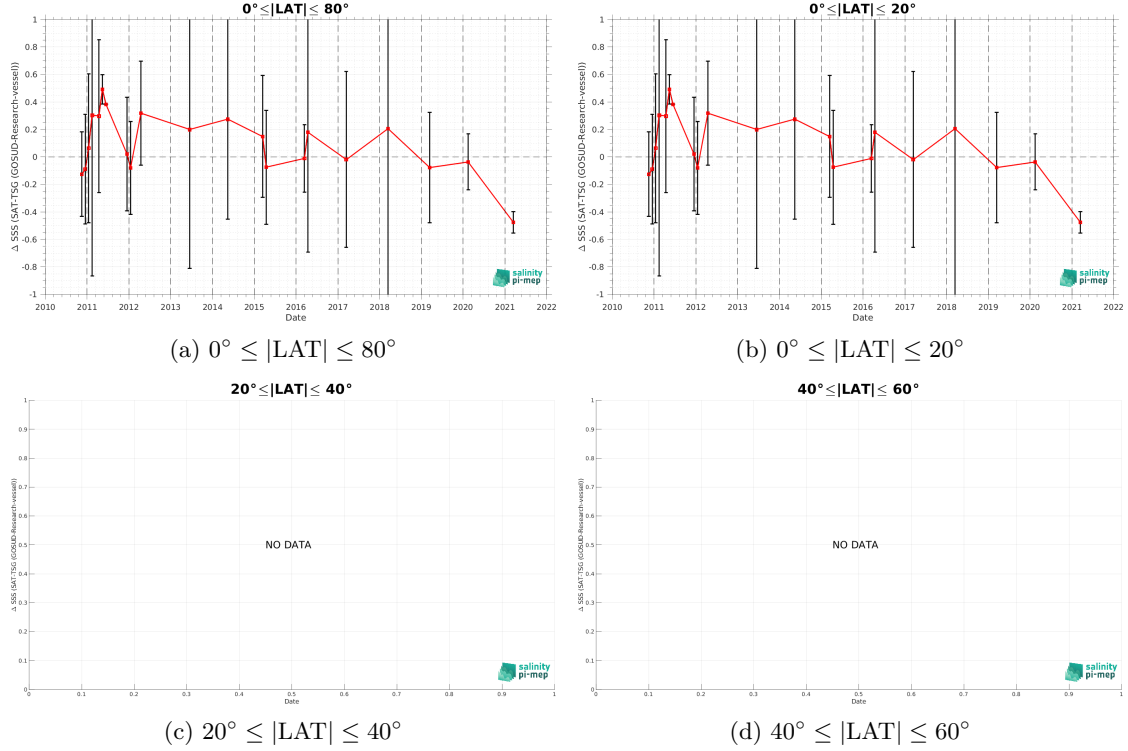 0°≤|LAT|≤ 80°
1
0.8
0.6
0.4
0.2
0
-0.2
-0.4
-0.6
-0.8
-1
Δ SSS (SAT-TSG (GOSUD-Research-vessel))
2010 2011 2012 2013 2014 2015 2016 2017 2018 2019 2020 2021 2022
Date
salinity
pi-mep
(a) 0° ≤ |LAT| ≤ 80°
0°≤|LAT|≤ 20°
1
0.8
0.6
0.4
0.2
0
-0.2
-0.4
-0.6
-0.8
-1
Δ SSS (SAT-TSG (GOSUD-Research-vessel))
2010 2011 2012 2013 2014 2015 2016 2017 2018 2019 2020 2021 2022
Date
salinity
pi-mep
(b) 0° ≤ |LAT| ≤ 20°
20°≤|LAT|≤ 40°
1
0.9
0.8
0.7
0.6
0.5
0.4
0.3
0.2
0.1
0
Δ SSS (SAT-TSG (GOSUD-Research-vessel))
NO DATA
0 0.1 0.2 0.3 0.4 0.5 0.6 0.7 0.8 0.9 1
Date
salinity
pi-mep
(c) 20° ≤ |LAT| ≤ 40°
40°≤|LAT|≤ 60°
1
0.9
0.8
0.7
0.6
0.5
0.4
0.3
0.2
0.1
0
Δ SSS (SAT-TSG (GOSUD-Research-vessel))
NO DATA
0 0.1 0.2 0.3 0.4 0.5 0.6 0.7 0.8 0.9 1
Date
salinity
pi-mep
(d) 40° ≤ |LAT| ≤ 60°